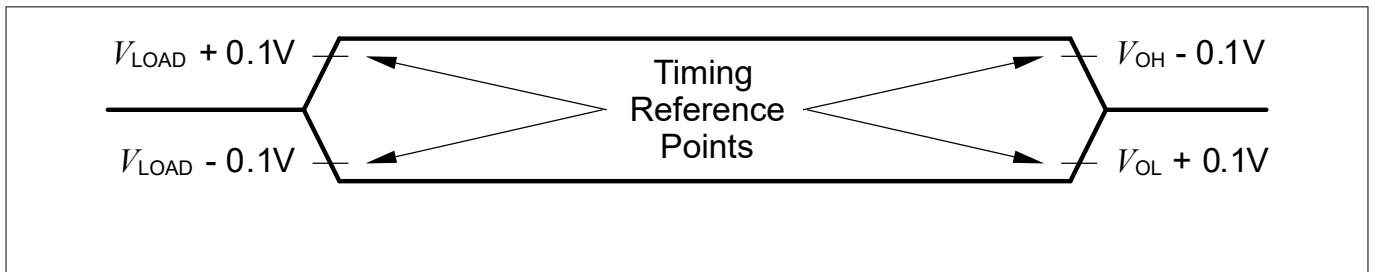 VLOAD + 0.1V
VLOAD - 0.1V
Timing
Reference
Points
VOH - 0.1V
VOL + 0.1V